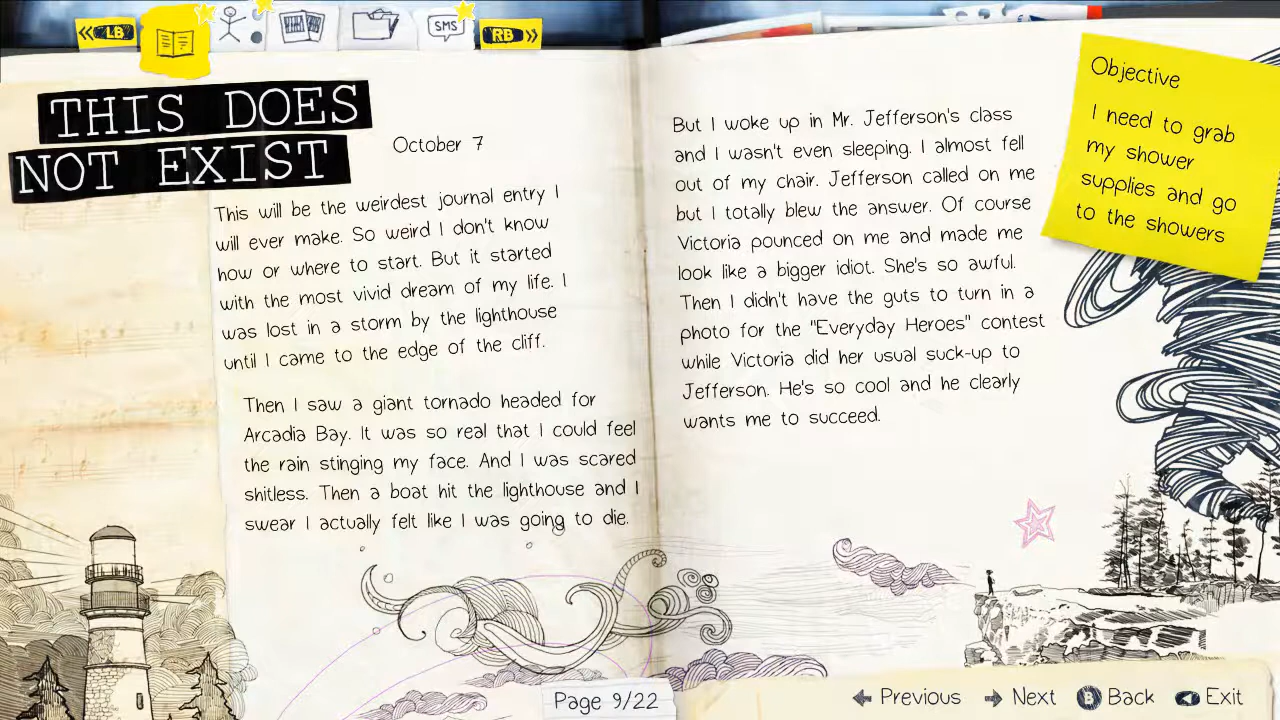 LB
SMS
RB
THIS DOES
NOT EXIST
October 7
This will be the weirdest journal entry I
will ever make. So weird I don't know
how or where to start. But it started
with the most vivid dream of my life. I
was lost in a storm by the lighthouse
until I came to the edge of the cliff.
Then I saw a giant tornado headed for
Arcadia Bay. It was so real that I could feel
the rain stinging my face. And I was scared
shitless. Then a boat hit the lighthouse and I
swear I actually felt like I was going to die.
But I woke up in Mr. Jefferson's class
and I wasn't even sleeping. I almost fell
out of my chair. Jefferson called on me
but I totally blew the answer. Of course
Victoria pounced on me and made me
look like a bigger idiot. She's so awful.
Then I didn't have the guts to turn in a
photo for the "Everyday Heroes" contest
while Victoria did her usual suck-up to
Jefferson. He's so cool and he clearly
wants me to succeed.
Objective
I need to grab
my shower
supplies and go
to the showers
Page 9/22
Previous
Next
B Back
Exit